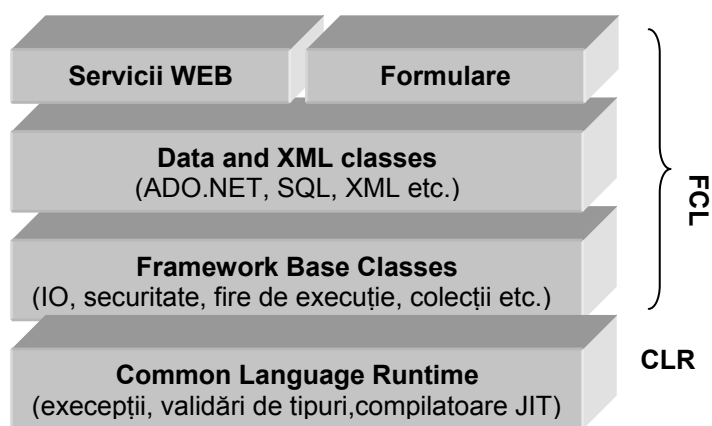 Servicii WEB
Formulare
Data and XML classes
(ADO.NET, SQL, XML etc.)
Framework Base Classes
(IO, securitate, fire de execuție, colecții etc.)
FCL
Common Language Runtime
(execepții, validări de tipuri,compilatoare JIT)
CLR